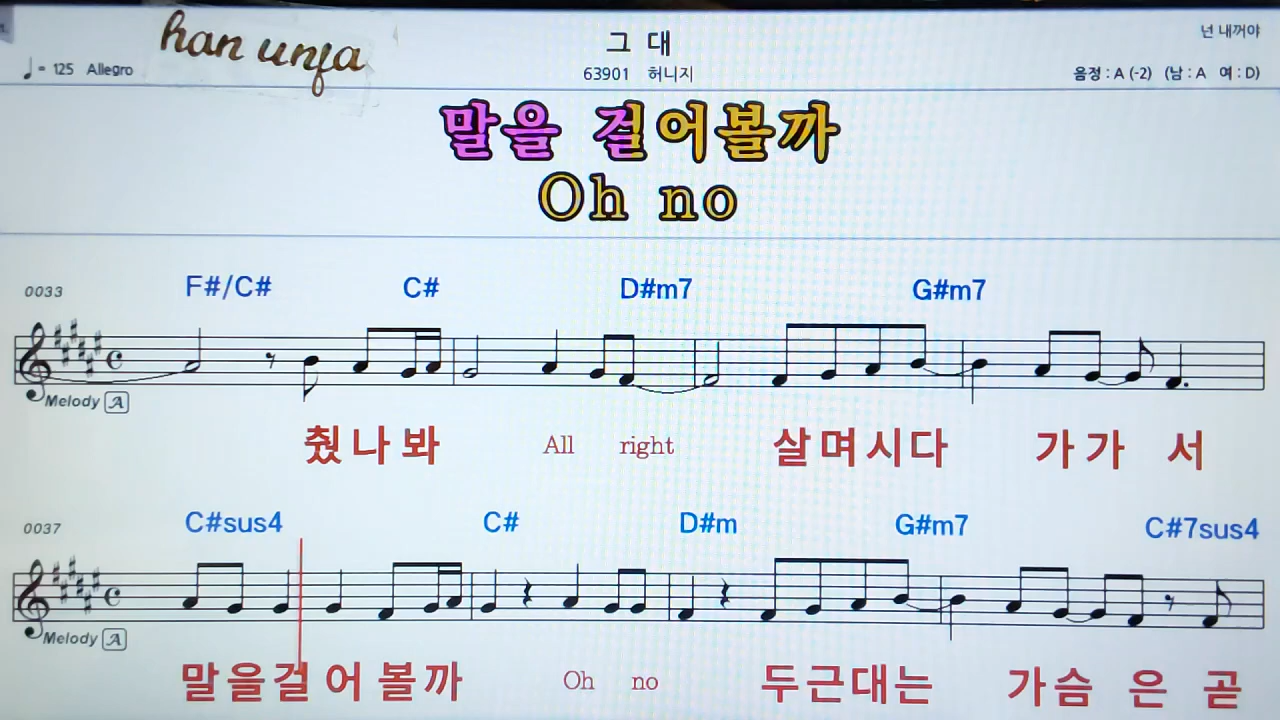 han unja
그 대
넌 내꺼야
♩= 125 Allegro
63901 허니지
음정 : A (-2) (남 : A 여 : D)
말을 걸어볼까
Oh no
0033 F#/C# C# D#m7 G#m7
Melody A
췄나봐 All right 살며시다 가가 서
0037 C#sus4 C# D#m G#m7 C#7sus4
Melody A
말을걸어볼까 Oh no 두근대는 가슴은 곧